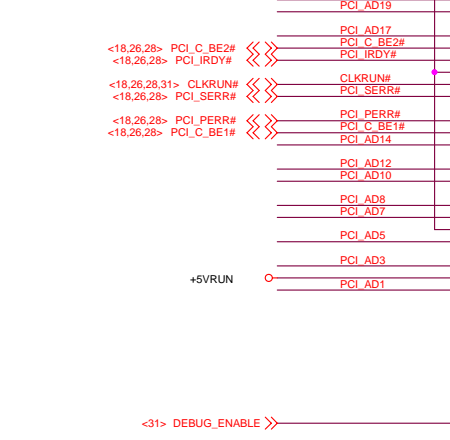 PCI_AD19
PCI_AD17
<18,26,28> PCI_C_BE2# PCI_C_BE2#
<18,26,28> PCI_IRDY# PCI_IRDY#
<18,26,28,31> CLKRUN# CLKRUN#
<18,26,28> PCI_SERR# PCI_SERR#
<18,26,28> PCI_PERR# PCI_PERR#
<18,26,28> PCI_C_BE1# PCI_C_BE1#
PCI_AD14
PCI_AD12
PCI_AD10
PCI_AD8
PCI_AD7
PCI_AD5
PCI_AD3
+5VRUN
PCI_AD1
<31> DEBUG_ENABLE